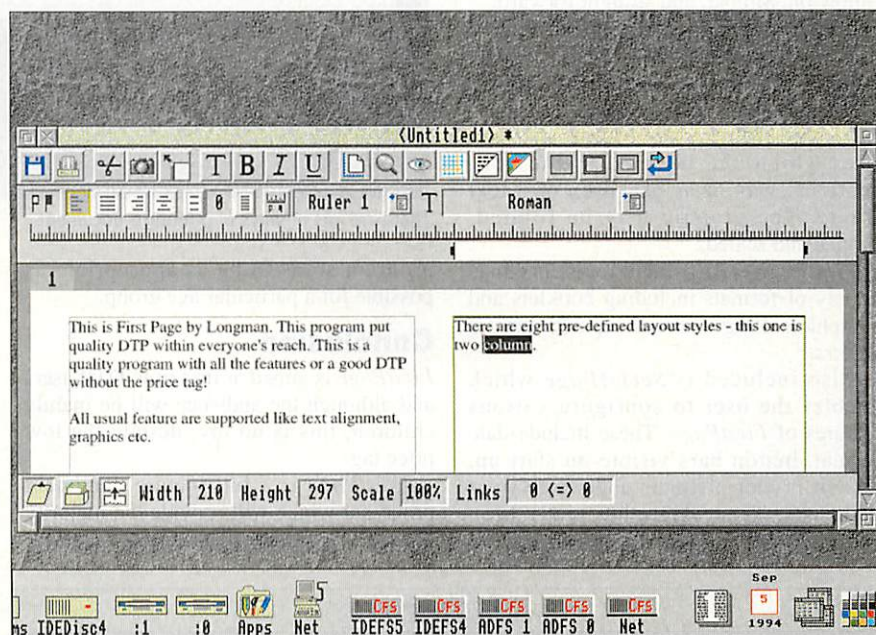 <Untitled1> *
T B I U
0 Ruler 1 T Roman
1
This is First Page by Longman. This program put
quality DTP within everyone's reach. This is a
quality program with all the features or a good DTP
without the price tag!
All usual feature are supported like text alignment,
graphics etc.
There are eight pre-defined layout styles - this one is
two column.
Width 210 Height 297 Scale 100% Links 0 <=> 0
Sep
5
1994
CFS CFS CFS CFS CFS
ms IDEDisc4 :1 :0 Apps Net IDEFS5 IDEFS4 ADFS 1 ADFS 0 Net